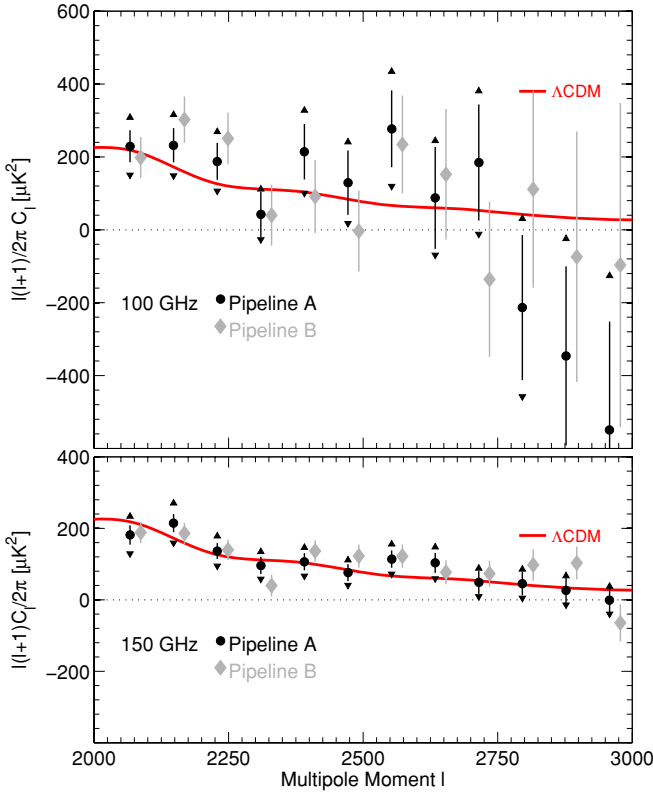 600
400
200
0
−200
−400
l(l+1)/2π C_l [μK²]
ΛCDM
100 GHz
Pipeline A
Pipeline B
400
200
0
−200
l(l+1)C_l/2π [μK²]
ΛCDM
150 GHz
Pipeline A
Pipeline B
2000 2250 2500 2750 3000
Multipole Moment l